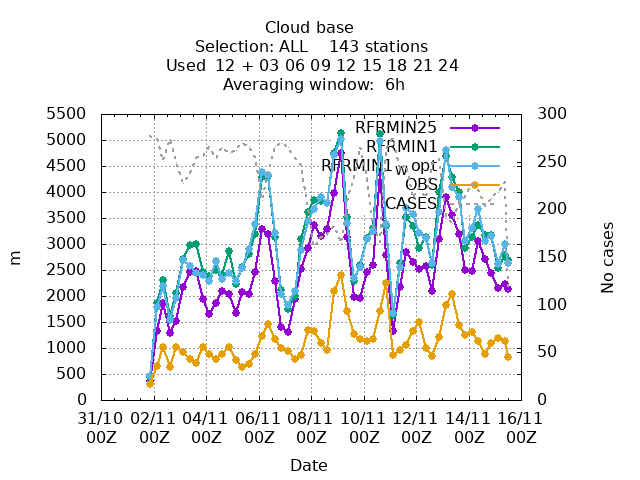 Cloud base
Selection: ALL 143 stations
Used 12 + 03 06 09 12 15 18 21 24
Averaging window: 6h
5500
5000
4500
4000
3500
3000
2500
2000
1500
1000
500
0
m
300
250
200
150
100
50
0
No cases
RFRMIN25
RFRMIN1
RFRMIN1w opt
OBS
CASES
31/10 02/11 04/11 06/11 08/11 10/11 12/11 14/11 16/11
00Z 00Z 00Z 00Z 00Z 00Z 00Z 00Z 00Z
Date